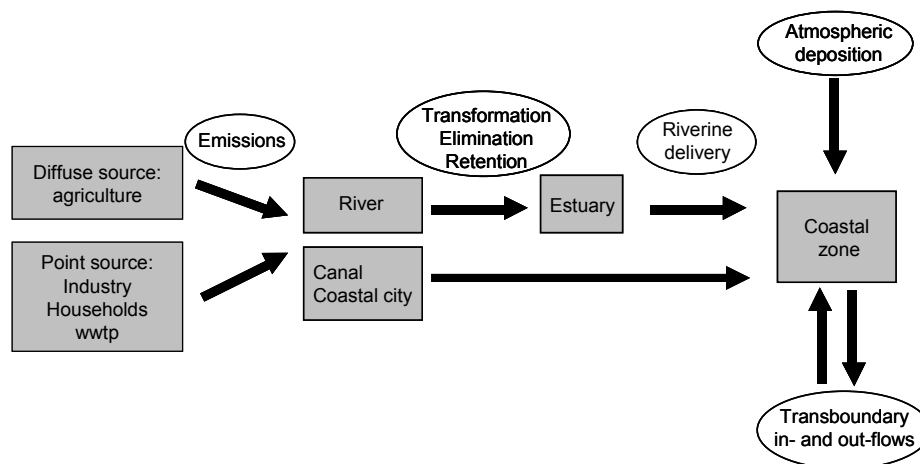 Atmospheric
deposition
Transformation
Elimination
Retention
Emissions
Riverine
delivery
Diffuse source:
agriculture
River
Estuary
Coastal
zone
Point source:
Industry
Households
wwtp
Canal
Coastal city
Transboundary
in- and out-flows